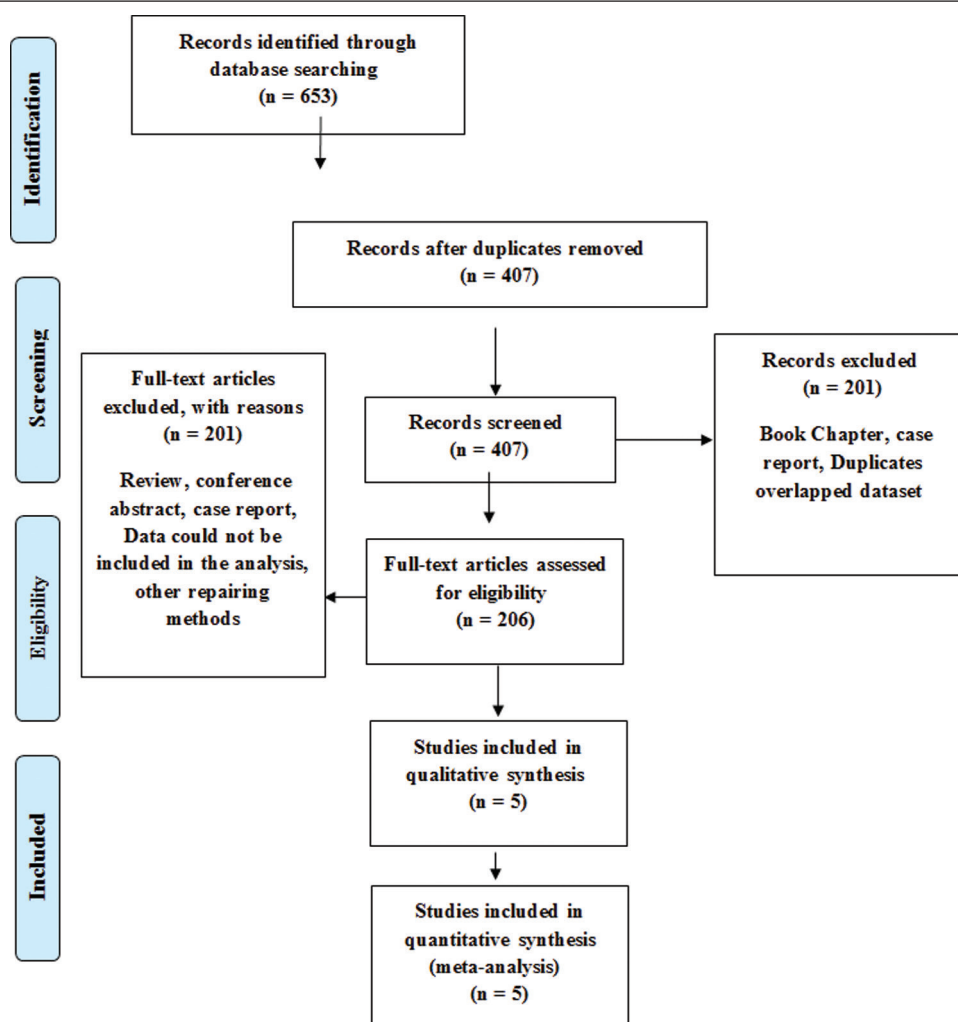 Identification
Records identified through
database searching
(n = 653)
Records after duplicates removed
(n = 407)
Screening
Full-text articles
excluded, with reasons
(n = 201)
Review, conference
abstract, case report,
Data could not be
included in the analysis,
other repairing
methods
Records screened
(n = 407)
Records excluded
(n = 201)
Book Chapter, case
report, Duplicates
overlapped dataset
Eligibility
Full-text articles assessed
for eligibility
(n = 206)
Included
Studies included in
qualitative synthesis
(n = 5)
Studies included in
quantitative synthesis
(meta-analysis)
(n = 5)